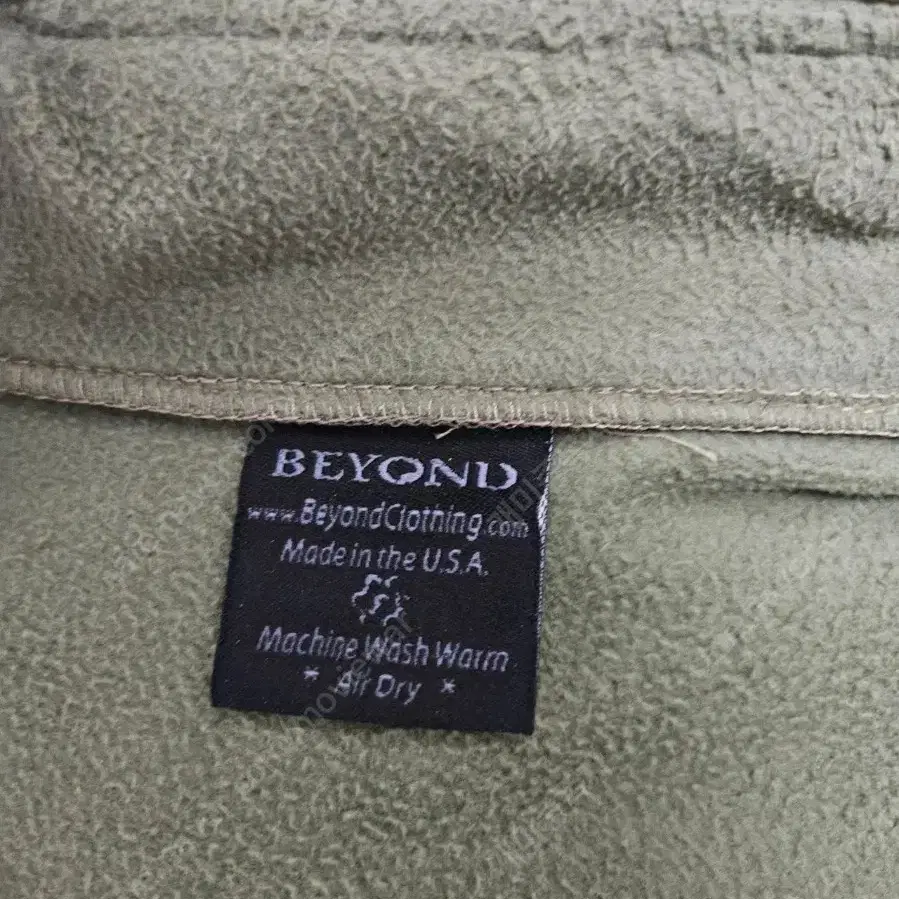 BEYOND
www.BeyondClothing.com
Made in the U.S.A.
Machine Wash Warm
* Air Dry *